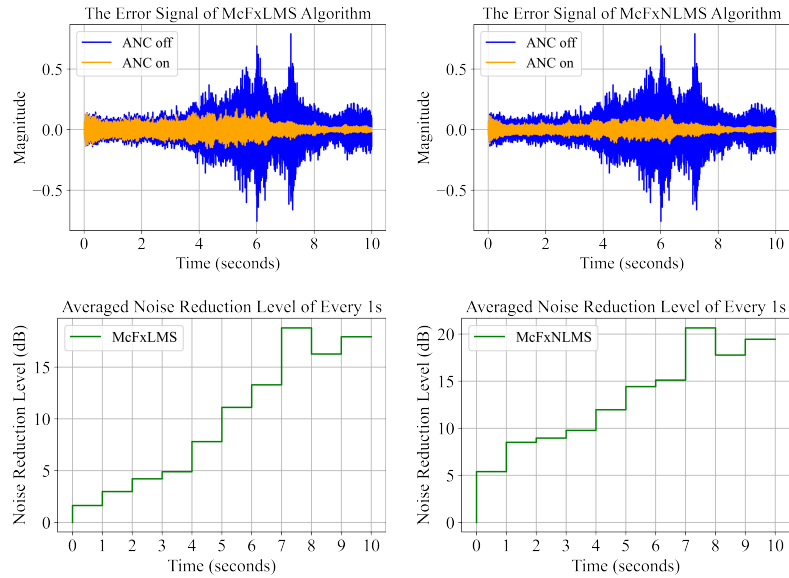 The Error Signal of McFxLMS Algorithm
ANC off
ANC on
Magnitude
0.5
0.0
−0.5
0 2 4 6 8 10
Time (seconds)
The Error Signal of McFxNLMS Algorithm
ANC off
ANC on
Magnitude
0.5
0.0
−0.5
0 2 4 6 8 10
Time (seconds)
Averaged Noise Reduction Level of Every 1s
McFxLMS
Noise Reduction Level (dB)
15
10
5
0
0 1 2 3 4 5 6 7 8 9 10
Time (seconds)
Averaged Noise Reduction Level of Every 1s
McFxNLMS
Noise Reduction Level (dB)
20
15
10
5
0
0 1 2 3 4 5 6 7 8 9 10
Time (seconds)